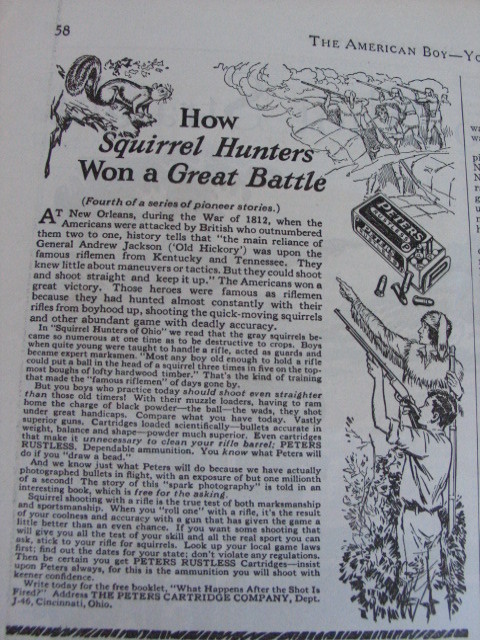 58
THE AMERICAN BOY—YO
How
Squirrel Hunters
Won a Great Battle
(Fourth of a series of pioneer stories.)
AT New Orleans, during the War of 1812, when the
Americans were attacked by British who outnumbered
them two to one, history tells that "the main reliance of
General Andrew Jackson ('Old Hickory') was upon the
famous riflemen from Kentucky and Tennessee. They
knew little about maneuvers or tactics. But they could shoot
and shoot straight and keep it up." The Americans won a
great victory. Those heroes were famous as riflemen
because they had hunted almost constantly with their
rifles from boyhood up, shooting the quick-moving squirrels
and other abundant game with deadly accuracy.
In "Squirrel Hunters of Ohio" we read that the gray squirrels be-
came so numerous at one time as to be destructive to crops. Boys
when quite young were taught to handle a rifle, acted as guards and
became expert marksmen. "Most any boy old enough to hold a rifle
could put a ball in the head of a squirrel three times in five on the top-
most boughs of lofty hardwood timber." That's the kind of training
that made the "famous riflemen" of days gone by.
But you boys who practice today should shoot even straighter
than those old timers! With their muzzle loaders, having to ram
home the charge of black powder—the ball—the wads, they shot
under great handicaps. Compare what you have today. Vastly
superior guns. Cartridges loaded scientifically—bullets accurate in
weight, balance and shape—powder much superior. Even cartridges
that make it unnecessary to clean your rifle barrel; PETERS
RUSTLESS. Dependable ammunition. You know what Peters will
do if you "draw a bead."
And we know just what Peters will do because we have actually
photographed bullets in flight, with an exposure of but one millionth
of a second! The story of this "spark photography" is told in an
interesting book, which is free for the asking.
Squirrel shooting with a rifle is the true test of both marksmanship
and sportsmanship. When you "roll one" with a rifle, it's the result
of your coolness and accuracy with a gun that has given the game a
little better than an even chance. If you want some shooting that
will give you all the test of your skill and all the real sport you can
ask, stick to your rifle for squirrels. Look up your local game laws
first; find out the dates for your state; don't violate any regulations.
Then be certain you get PETERS RUSTLESS Cartridges—insist
upon Peters always, for this is the ammunition you will shoot with
keener confidence.
Write today for the free booklet, "What Happens After the Shot Is
Fired?" Address THE PETERS CARTRIDGE COMPANY, Dept.
J-46, Cincinnati, Ohio.
PETERS